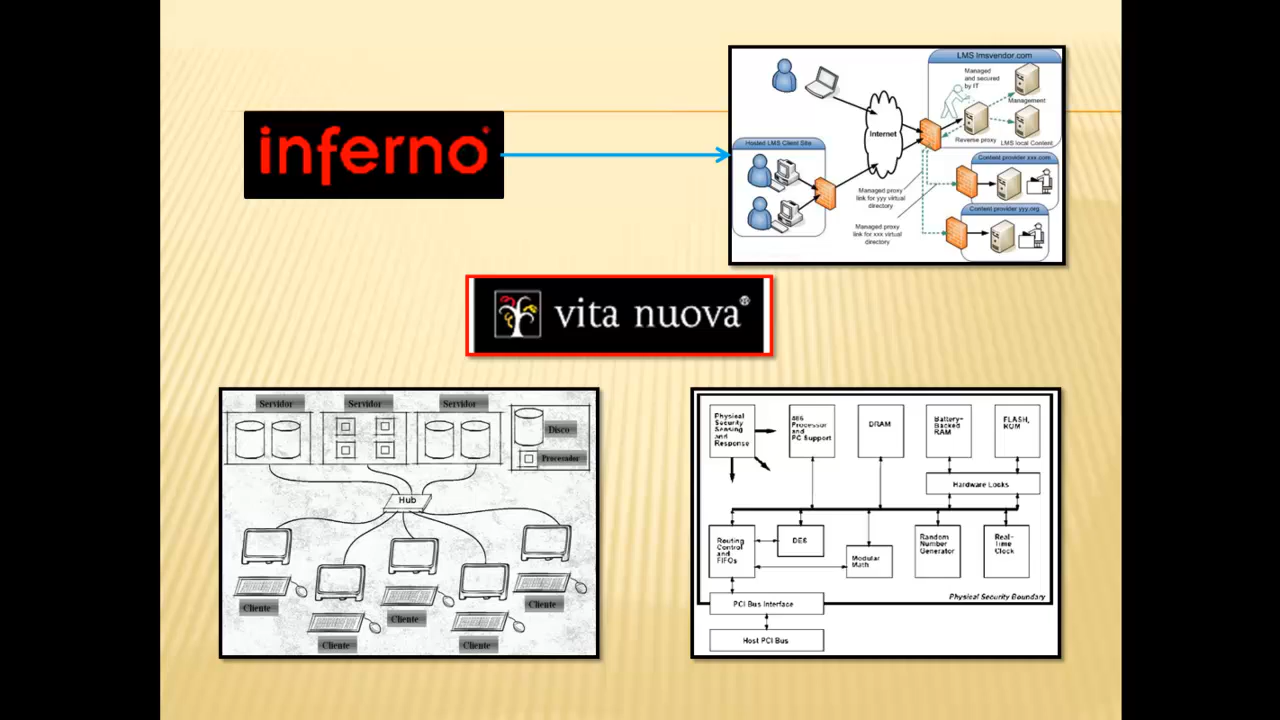 inferno
LMS lmsvendor.com
Managed
and secured
by IT
Management
Internet
Reverse proxy
LMS local Content
Hosted LMS Client Site
Content provider xxx.com
Managed proxy
link for yyy virtual
directory
Content provider yyy.org
Managed proxy
link for xxx virtual
directory
vita nuova®
Servidor
Servidor
Servidor
Disco
Procesador
Hub
Cliente
Cliente
Cliente
Cliente
Cliente
Physical
Security
Sensing
and
Response
486
Processor
and
PC Support
DRAM
Battery-
Backed
RAM
FLASH,
ROM
Hardware Locks
Routing
Control
and
FIFOs
DES
Modular
Math
Random
Number
Generator
Real-
Time
Clock
Physical Security Boundary
PCI Bus Interface
Host PCI Bus